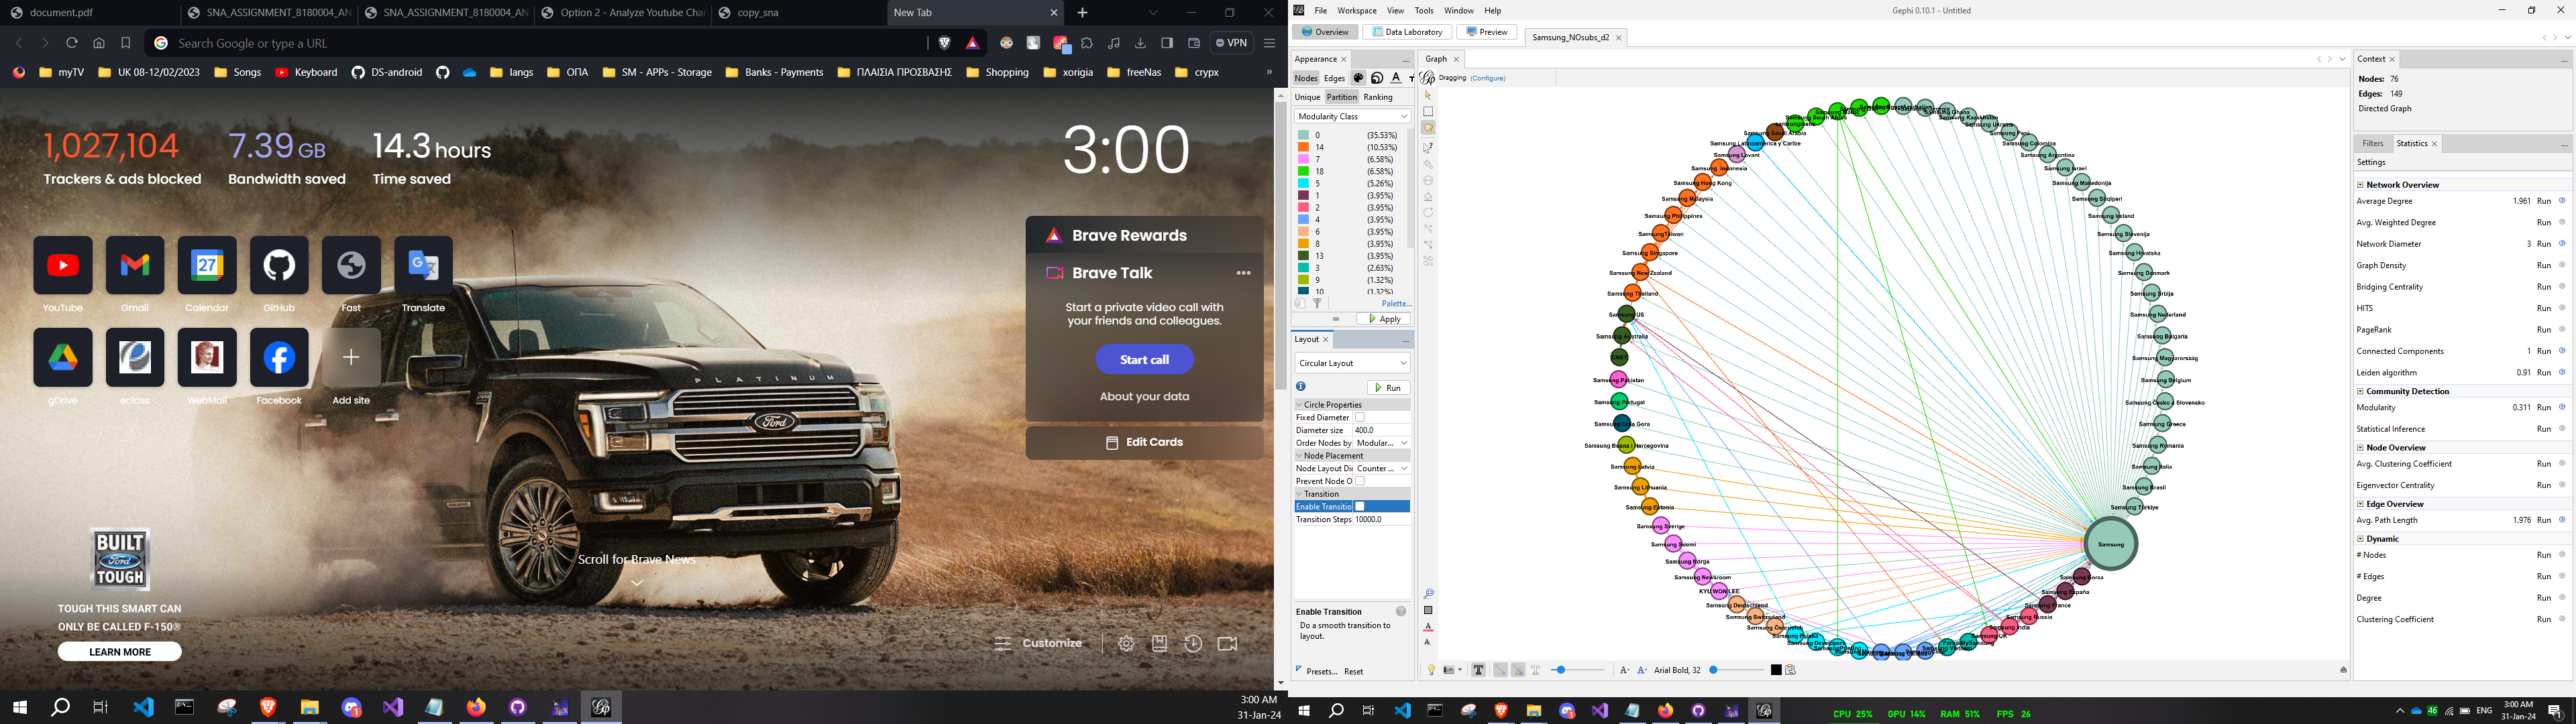 document.pdf
SNA_ASSIGNMENT_8180004_AN
SNA_ASSIGNMENT_8180004_AN
Option 2 - Analyze Youtube Char
copy_sna
New Tab
Search Google or type a URL
VPN
myTV
UK 08-12/02/2023
Songs
Keyboard
DS-android
langs
ΟΠΑ
SM - APPs - Storage
Banks - Payments
ΠΛΑΙΣΙΑ ΠΡΟΣΒΑΣΗΣ
Shopping
xorigia
freeNas
crypx
»
1,027,104
Trackers & ads blocked
7.39 GB
Bandwidth saved
14.3 hours
Time saved
3:00
YouTube
Gmail
27
Calendar
GitHub
Fast
Translate
gDrive
eclass
WebMail
Facebook
Add site
Brave Rewards
Brave Talk
Start a private video call with
your friends and colleagues.
Start call
About your data
Edit Cards
PLATINUM
Ford
BUILT
Ford
TOUGH
TOUGH THIS SMART CAN
ONLY BE CALLED F-150®
LEARN MORE
Scroll for Brave News
Customize
3:00 AM
31-Jan-24
File
Workspace
View
Tools
Window
Help
Gephi 0.10.1 - Untitled
Overview
Data Laboratory
Preview
Samsung_NOsubs_d2
Appearance
Nodes
Edges
Unique
Partition
Ranking
Modularity Class
0 (35.53%)
14 (10.53%)
7 (6.58%)
18 (6.58%)
5 (5.26%)
1 (3.95%)
2 (3.95%)
4 (3.95%)
6 (3.95%)
8 (3.95%)
13 (3.95%)
3 (2.63%)
9 (1.32%)
10 (1.32%)
Palette...
Apply
Layout
Circular Layout
Run
Circle Properties
Fixed Diameter
Diameter size 400.0
Order Nodes by Modular...
Node Placement
Node Layout Dir Counter ...
Prevent Node O
Transition
Enable Transitio
Transition Steps 10000.0
Enable Transition
Do a smooth transition to
layout.
Presets...
Reset
Graph
Dragging
(Configure)
Samsung South Africa
Samsung Saudi Arabia
Samsung Latinoamérica y Caribe
Samsung Levant
Samsung Indonesia
Samsung Hong Kong
Samsung Malaysia
Samsung Philippines
SamsungTaiwan
Samsung Singapore
Samsung New Zealand
Samsung Thailand
Samsung US
Samsung Australia
CNET
Samsung Pakistan
Samsung Portugal
Samsung Crna Gora
Samsung Bosna i Hercegovina
Samsung Latvia
Samsung Lithuania
Samsung Estonia
Samsung Sverige
Samsung Suomi
Samsung Norge
Samsung Newsroom
KYU WON LEE
Samsung Deutschland
Samsung Switzerland
Samsung Österreich
Samsung Polska
Samsung Developers
Samsung Ghana
Samsung Kazakhstan
Samsung Ukraine
Samsung Perú
Samsung Colombia
Samsung Argentina
Samsung Israel
Samsung Makedonija
Samsung Shqiperi
Samsung Ireland
Samsung Slovenija
Samsung Hrvatska
Samsung Danmark
Samsung Srbija
Samsung Nederland
Samsung Bulgaria
Samsung Magyarország
Samsung Belgium
Samsung Česko a Slovensko
Samsung Greece
Samsung Romania
Samsung Italia
Samsung Brasil
Samsung Türkiye
Samsung
Samsung Korea
Samsung España
Samsung France
Samsung Russia
Samsung India
Samsung UK
Samsung Vietnam
Arial Bold, 32
Context
Nodes: 76
Edges: 149
Directed Graph
Filters
Statistics
Settings
Network Overview
Average Degree 1.961 Run
Avg. Weighted Degree Run
Network Diameter 3 Run
Graph Density Run
Bridging Centrality Run
HITS Run
PageRank Run
Connected Components 1 Run
Leiden algorithm 0.91 Run
Community Detection
Modularity 0.311 Run
Statistical Inference Run
Node Overview
Avg. Clustering Coefficient Run
Eigenvector Centrality Run
Edge Overview
Avg. Path Length 1.976 Run
Dynamic
# Nodes Run
# Edges Run
Degree Run
Clustering Coefficient Run
CPU 25%
GPU 14%
RAM 51%
FPS 26
46
ENG
3:00 AM
31-Jan-24